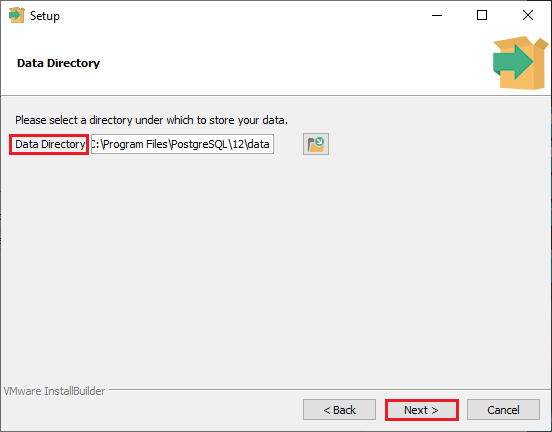 Setup
Data Directory
Please select a directory under which to store your data.
Data Directory C:\Program Files\PostgreSQL\12\data
VMware InstallBuilder
< Back Next > Cancel